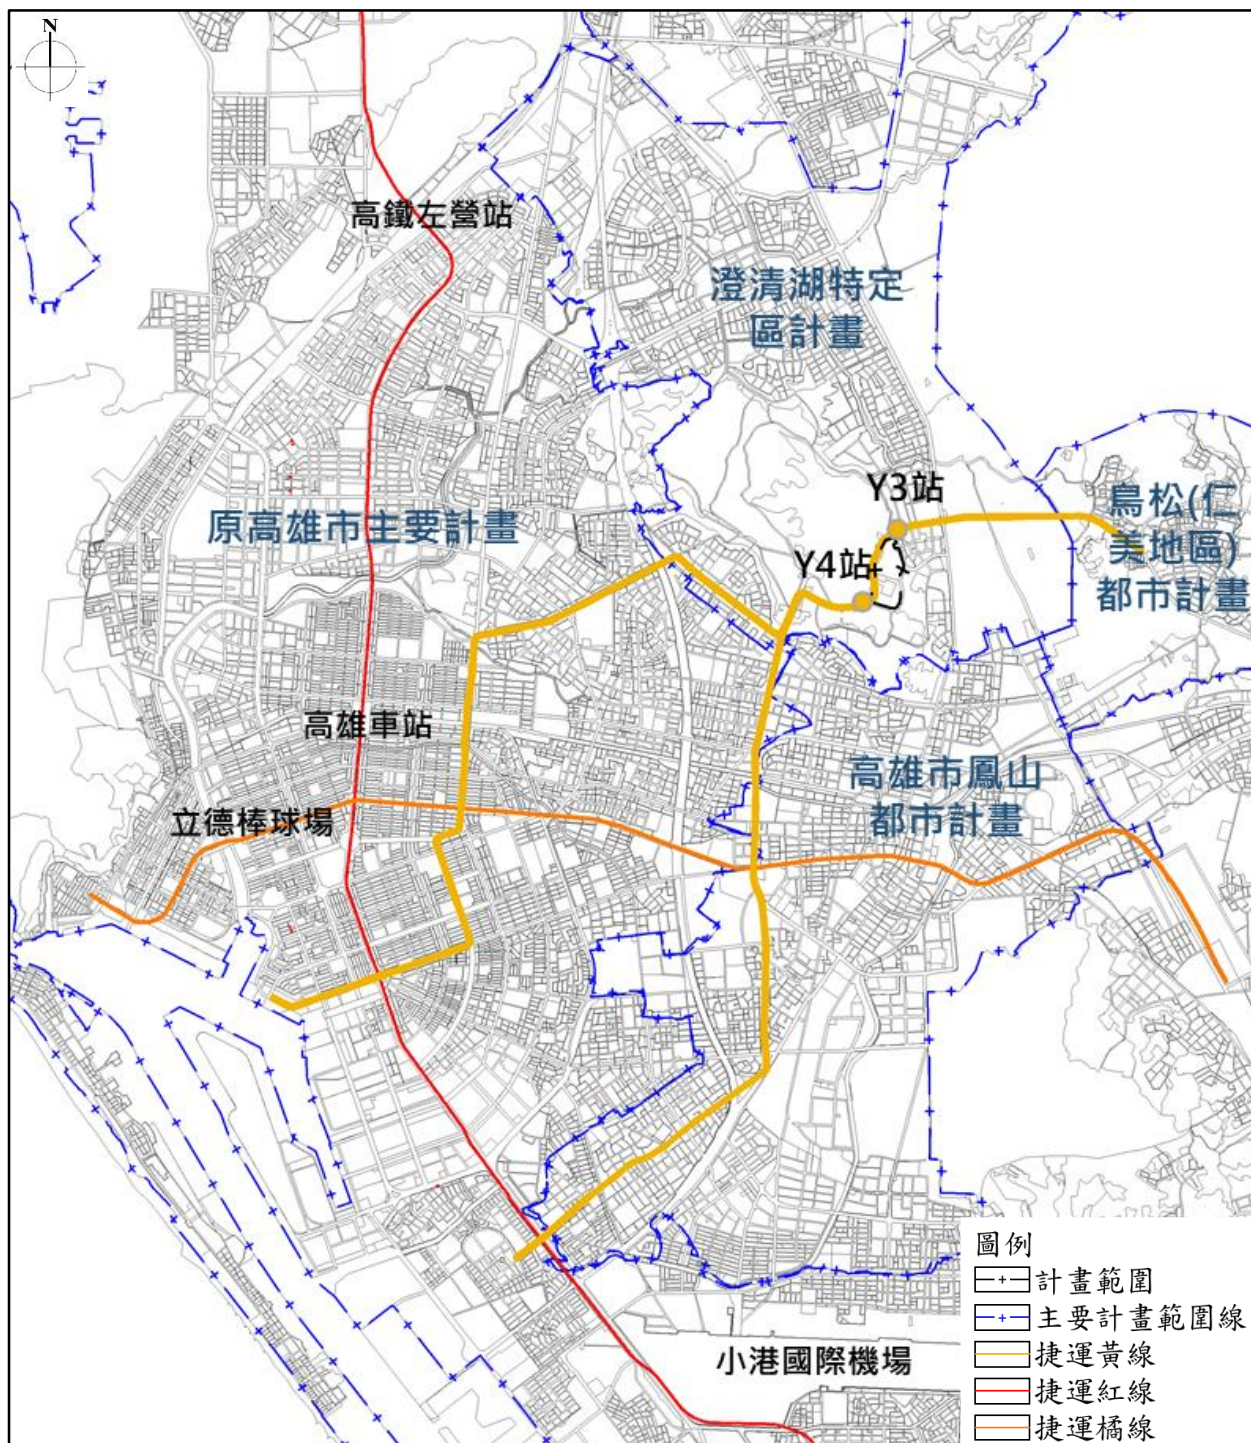 N
高鐵左營站
澄清湖特定
區計畫
Y3站
鳥松(仁
美地區)
都市計畫
原高雄市主要計畫
Y4站
高雄車站
高雄市鳳山
都市計畫
立德棒球場
小港國際機場
圖例
計畫範圍
主要計畫範圍線
捷運黃線
捷運紅線
捷運橘線